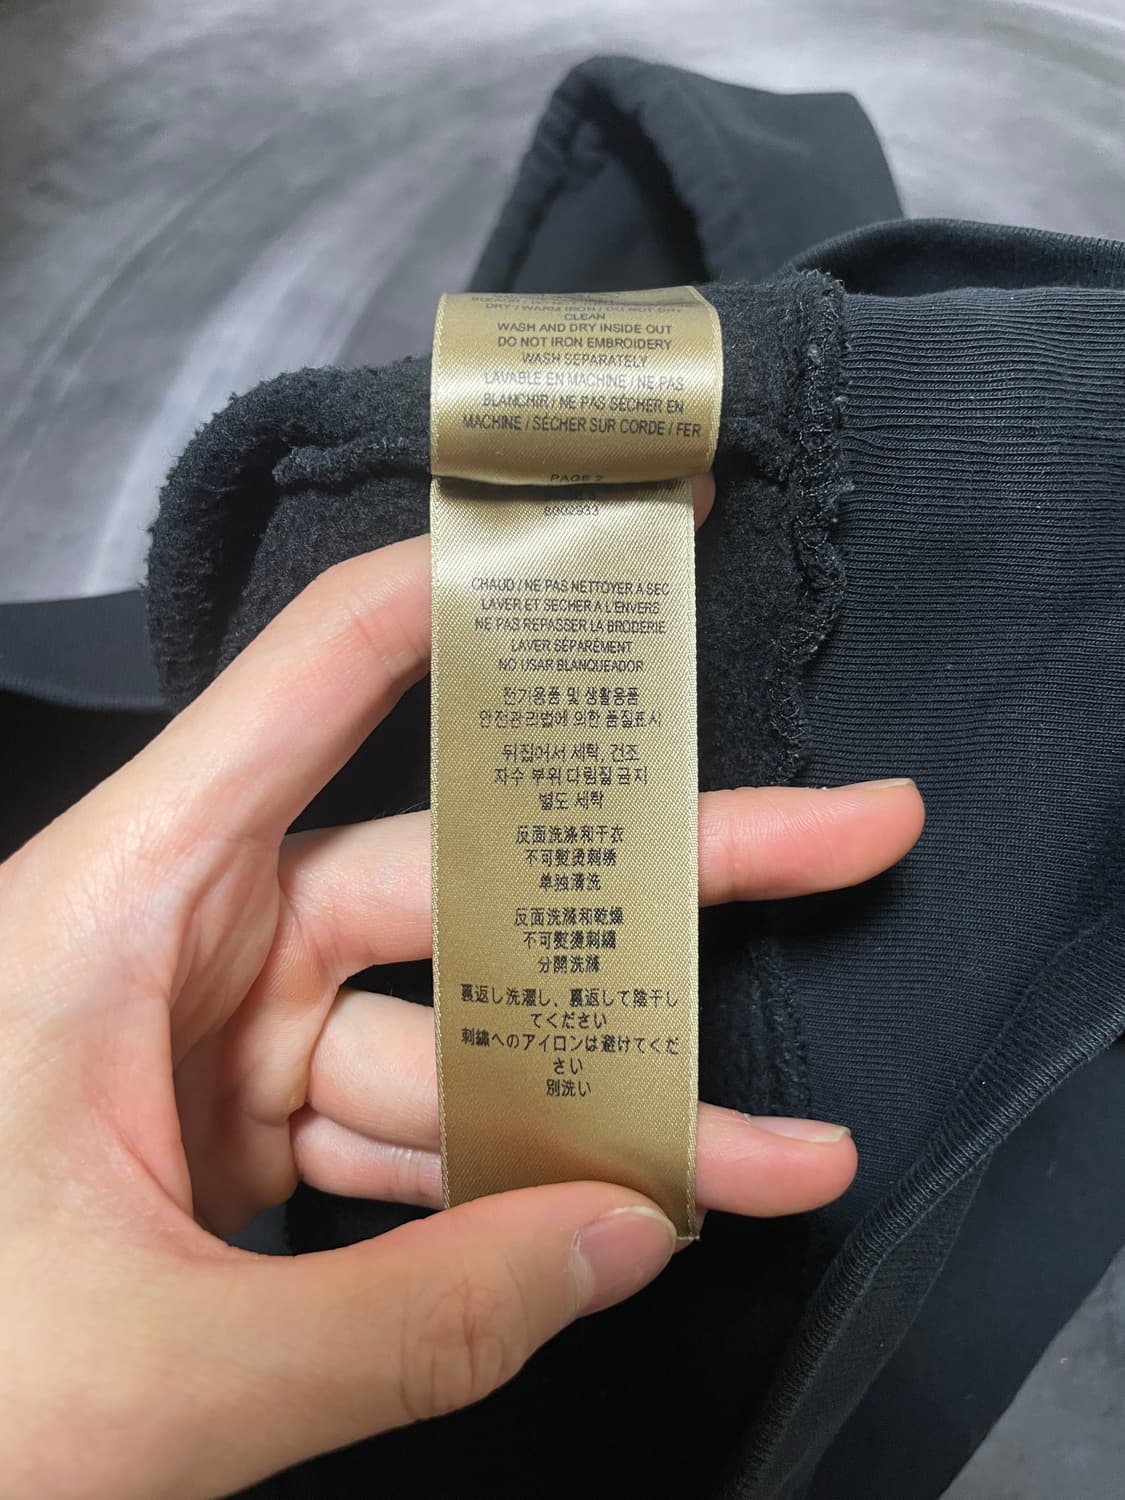 DRY / WARM IRON / DO NOT DRY
CLEAN
WASH AND DRY INSIDE OUT
DO NOT IRON EMBROIDERY
WASH SEPARATELY
LAVABLE EN MACHINE / NE PAS
BLANCHIR / NE PAS SÉCHER EN
MACHINE / SÉCHER SUR CORDE / FER
PAGE 2
8002933
CHAUD / NE PAS NETTOYER A SEC
LAVER ET SECHER A L'ENVERS
NE PAS REPASSER LA BRODERIE
LAVER SÉPARÉMENT
NO USAR BLANQUEADOR
전기용품 및 생활용품
안전관리법에 의한 품질표시
뒤집어서 세탁, 건조
자수 부위 다림질 금지
별도 세탁
反面洗涤和干衣
不可熨烫刺绣
单独清洗
反面洗滌和乾燥
不可熨燙刺繡
分開洗滌
裏返し洗濯し、裏返して陰干し
てください
刺繍へのアイロンは避けてくだ
さい
別洗い